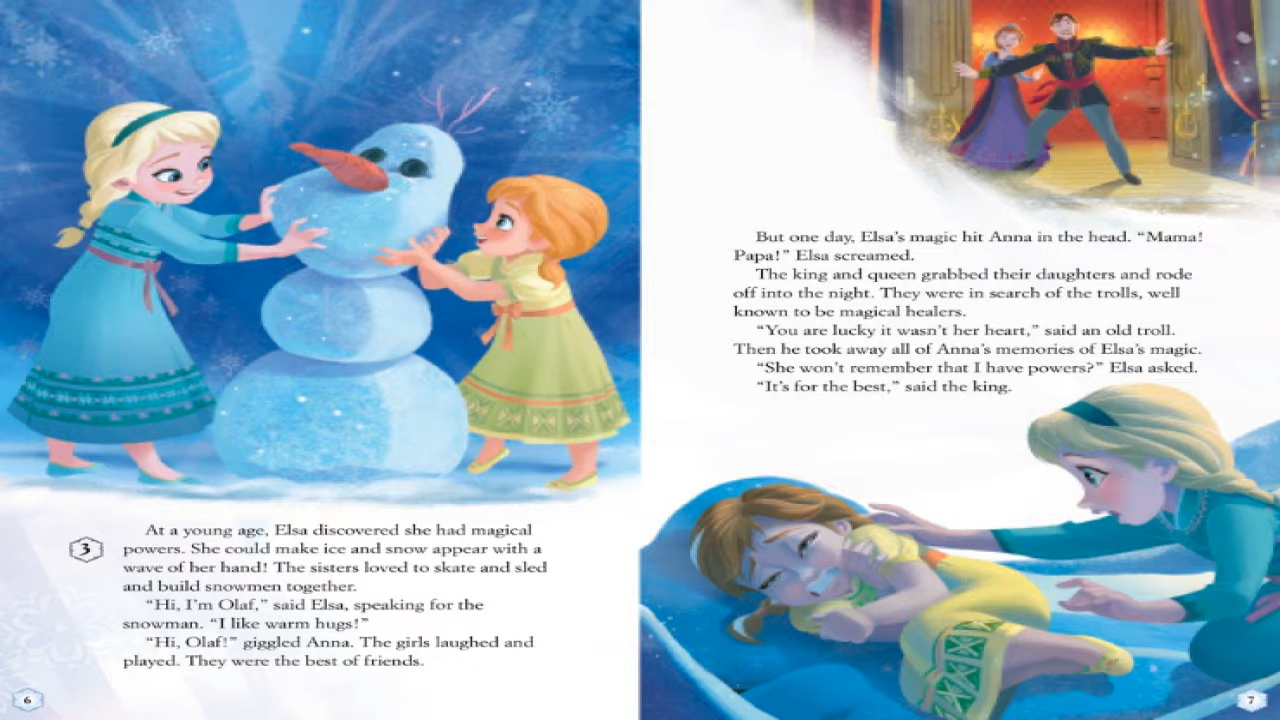 At a young age, Elsa discovered she had magical
3
powers. She could make ice and snow appear with a
wave of her hand! The sisters loved to skate and sled
and build snowmen together.
“Hi, I’m Olaf,” said Elsa, speaking for the
snowman. “I like warm hugs!”
“Hi, Olaf!” giggled Anna. The girls laughed and
played. They were the best of friends.
6
But one day, Elsa’s magic hit Anna in the head. “Mama!
Papa!” Elsa screamed.
The king and queen grabbed their daughters and rode
off into the night. They were in search of the trolls, well
known to be magical healers.
“You are lucky it wasn’t her heart,” said an old troll.
Then he took away all of Anna’s memories of Elsa’s magic.
“She won’t remember that I have powers?” Elsa asked.
“It’s for the best,” said the king.
7